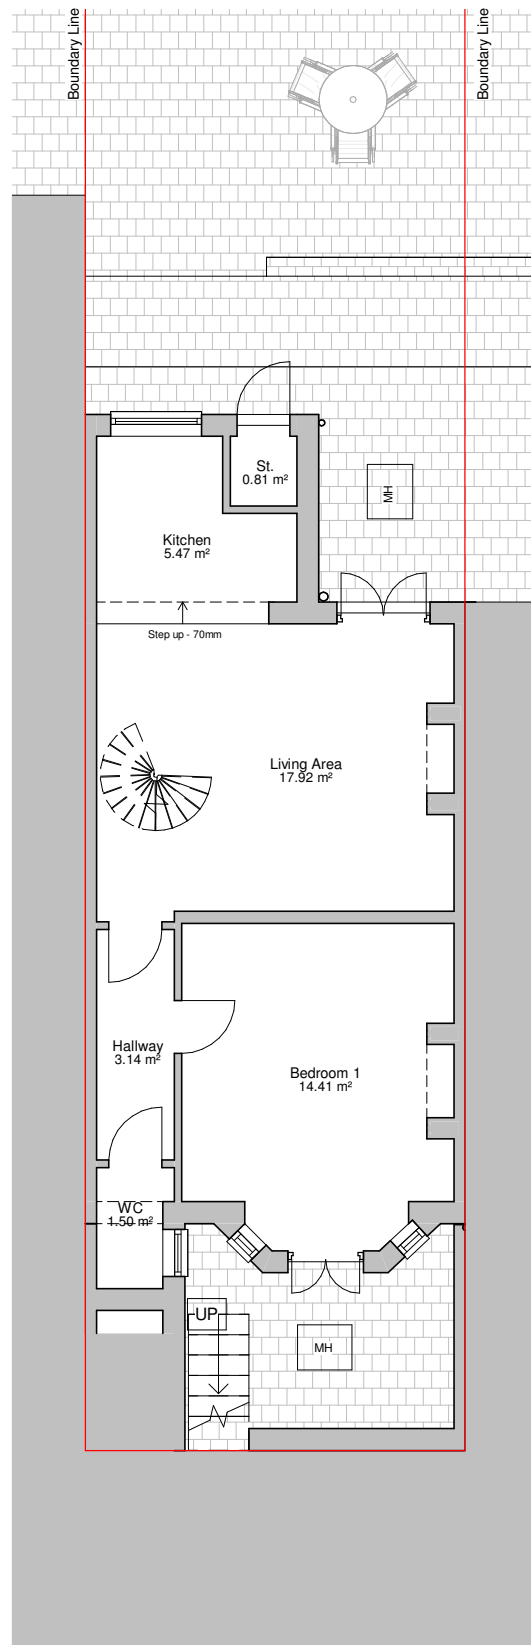 Boundary Line
Boundary Line
St.
0.81 m²
MH
Kitchen
5.47 m²
Step up - 70mm
Living Area
17.92 m²
Hallway
3.14 m²
Bedroom 1
14.41 m²
WC
1.50 m²
UP
MH